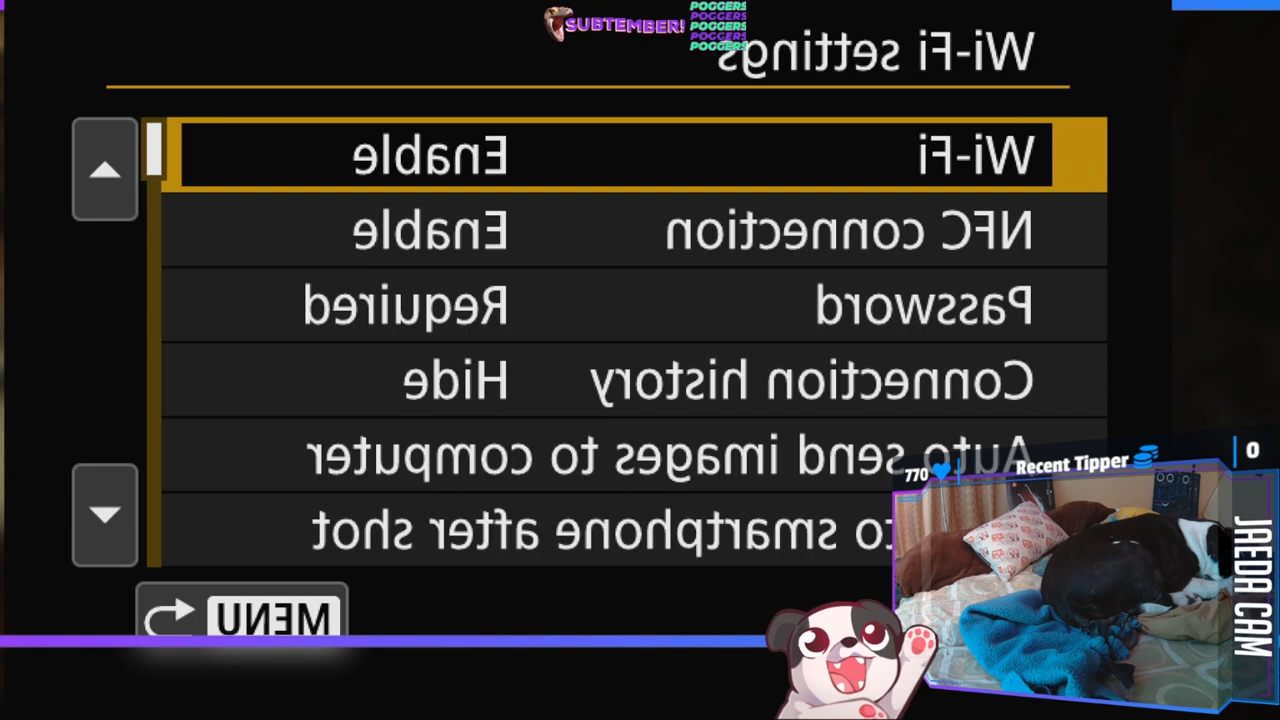 SUBTEMBER!
POGGERS
POGGERS
POGGERS
POGGERS
POGGERS
Wi-Fi settings
Wi-Fi Enable
NFC connection Enable
Password Required
Connection history Hide
Auto send images to computer
to smartphone after shot
MENU
770
Recent Tipper
0
JAEDA CAM